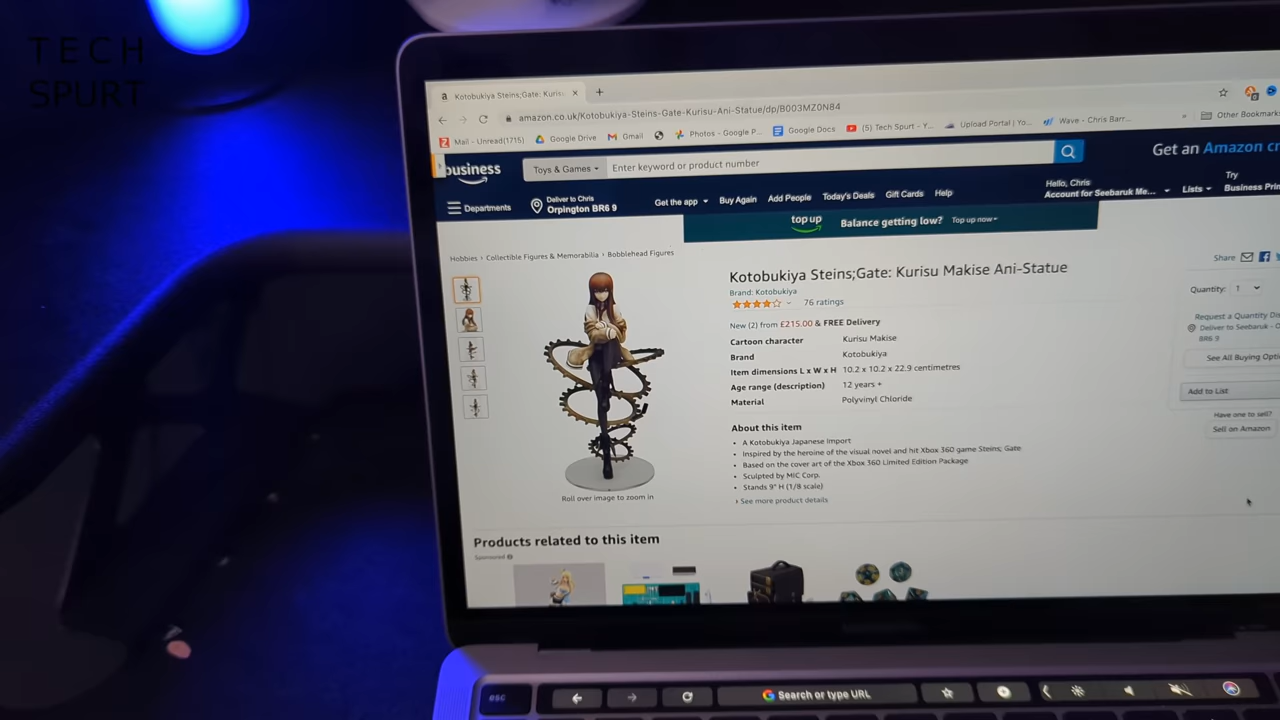 TECH
SPURT
a Kotobukiya Steins;Gate: Kuris
amazon.co.uk/Kotobukiya-Steins-Gate-Kurisu-Ani-Statue/dp/B003MZ0N84
Mail - Unread(1715) Google Drive Gmail Photos - Google P... Google Docs (5) Tech Spurt - Y... Upload Portal | Yo... Wave - Chris Barr... » Other Bookmarks
business Toys & Games Enter keyword or product number Get an Amazon
Departments Deliver to Chris
Orpington BR6 9
Get the app Buy Again Add People Today's Deals Gift Cards Help
Hello, Chris
Account for Seebaruk Me... Lists
Try
Business
top up Balance getting low? Top up now
Hobbies › Collectible Figures & Memorabilia › Bobblehead Figures
Share
Kotobukiya Steins;Gate: Kurisu Makise Ani-Statue
Brand: Kotobukiya
76 ratings
New (2) from £215.00 & FREE Delivery
Cartoon character Kurisu Makise
Brand Kotobukiya
Item dimensions L x W x H 10.2 x 10.2 x 22.9 centimetres
Age range (description) 12 years +
Material Polyvinyl Chloride
About this item
• A Kotobukiya Japanese Import
• Inspired by the heroine of the visual novel and hit Xbox 360 game Steins; Gate
• Based on the cover art of the Xbox 360 Limited Edition Package
• Sculpted by MIC Corp.
• Stands 9" H (1/8 scale)
› See more product details
Roll over image to zoom in
Quantity: 1
Request a Quantity
Deliver to Seebaruk -
BR6 9
See All Buying
Add to List
Have one to sell?
Sell on Amazon
Products related to this item
Sponsored
esc
Search or type URL